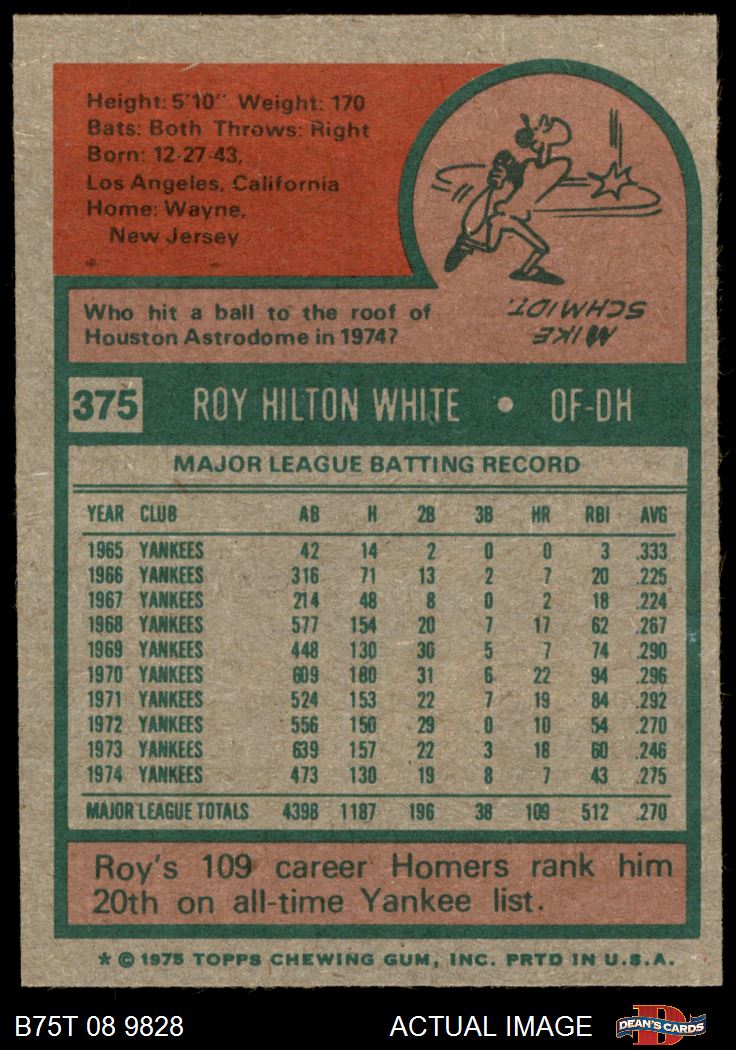 Height: 5'10" Weight: 170
Bats: Both Throws: Right
Born: 12-27-43,
Los Angeles, California
Home: Wayne,
New Jersey
Who hit a ball to the roof of
Houston Astrodome in 1974?
MIKE
SCHMIDT.
375 ROY HILTON WHITE • OF-DH
MAJOR LEAGUE BATTING RECORD
YEAR CLUB AB H 2B 3B HR RBI AVG
1965 YANKEES 42 14 2 0 0 3 .333
1966 YANKEES 316 71 13 2 7 20 .225
1967 YANKEES 214 48 8 0 2 18 .224
1968 YANKEES 577 154 20 7 17 62 .267
1969 YANKEES 448 130 30 5 7 74 .290
1970 YANKEES 609 180 31 6 22 94 .296
1971 YANKEES 524 153 22 7 19 84 .292
1972 YANKEES 556 150 29 0 10 54 .270
1973 YANKEES 639 157 22 3 18 60 .246
1974 YANKEES 473 130 19 8 7 43 .275
MAJOR LEAGUE TOTALS 4398 1187 196 38 109 512 .270
Roy's 109 career Homers rank him
20th on all-time Yankee list.
* © 1975 TOPPS CHEWING GUM, INC. PRTD IN U.S.A.
B75T 08 9828 ACTUAL IMAGE DEAN'S CARDS